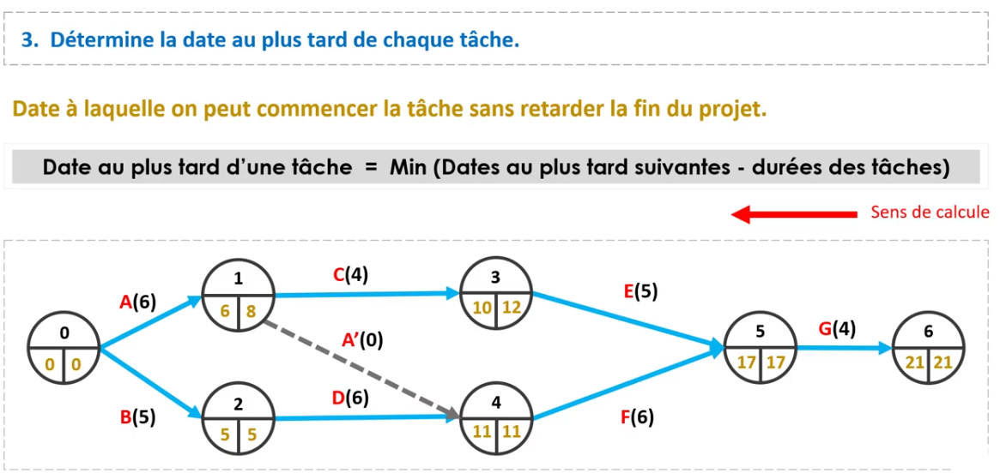 3. Détermine la date au plus tard de chaque tâche.
Date à laquelle on peut commencer la tâche sans retarder la fin du projet.
Date au plus tard d'une tâche = Min (Dates au plus tard suivantes - durées des tâches)
Sens de calcule
1
6 8
C(4)
3
10 12
E(5)
A(6)
0
0 0
A'(0)
5
17 17
G(4)
6
21 21
B(5)
2
5 5
D(6)
4
11 11
F(6)